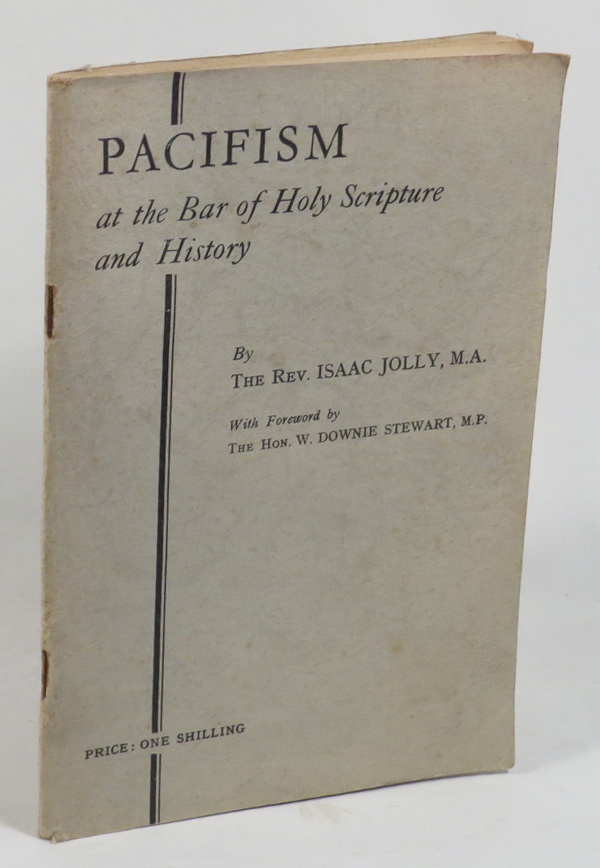 PACIFISM
at the Bar of Holy Scripture
and History
By
THE REV. ISAAC JOLLY, M.A.
With Foreword by
THE HON. W. DOWNIE STEWART, M.P.
PRICE: ONE SHILLING